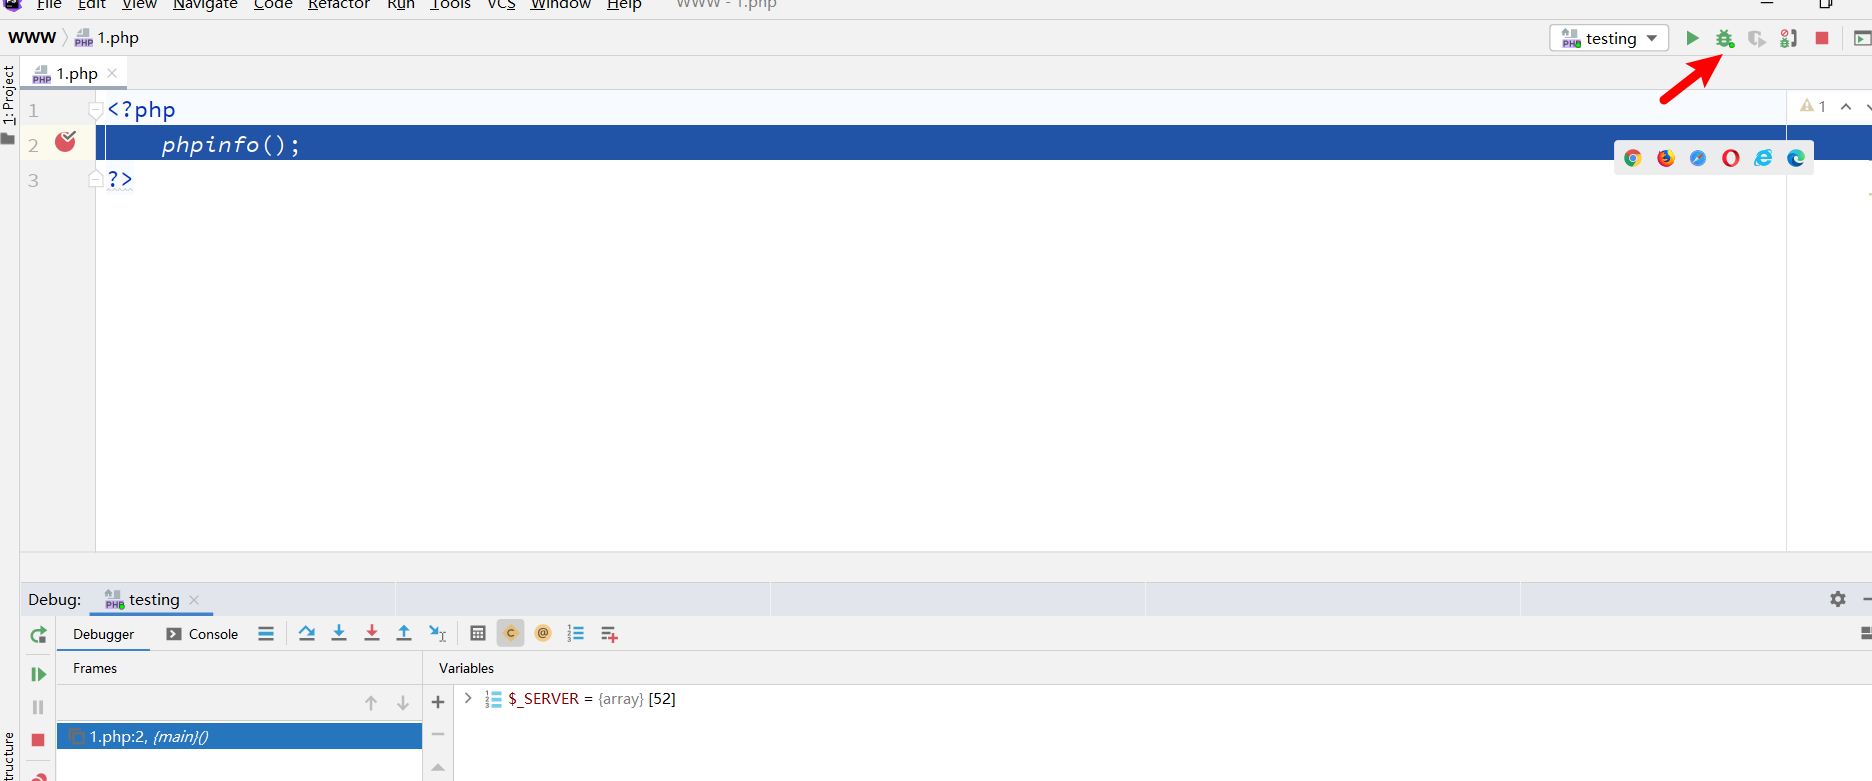 File Edit View Navigate Code Refactor Run Tools VCS Window Help WWW - 1.php
WWW 1.php
testing
1: Project
1.php
1 <?php
1
2 phpinfo();
3 ?>
Debug: testing
Debugger Console
Frames Variables
$_SERVER = {array} [52]
1.php:2, {main}()
tructure